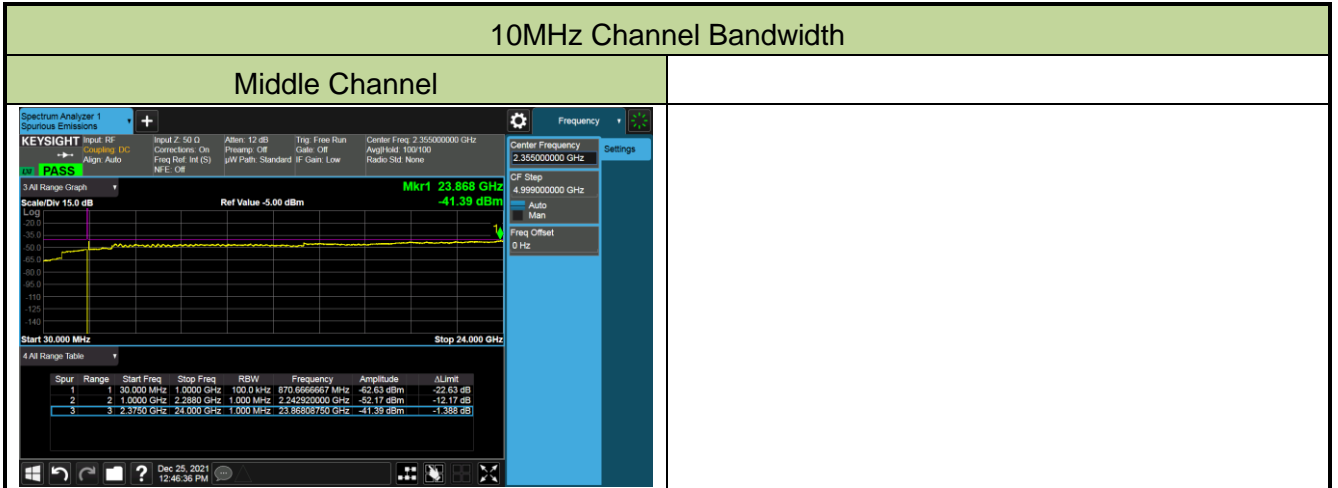 10MHz Channel Bandwidth
Middle Channel
Spectrum Analyzer 1
Spurious Emissions
Frequency
Settings
KEYSIGHT
Input: RF
Coupling: DC
Align: Auto
Input Z: 50 Ω
Corrections: On
Freq Ref: Int (S)
NFE: Off
Atten: 12 dB
Preamp: Off
µW Path: Standard
Trig: Free Run
Gate: Off
IF Gain: Low
Center Freq: 2.355000000 GHz
Avg|Hold: 100/100
Radio Std: None
PASS
Center Frequency
2.355000000 GHz
CF Step
4.999000000 GHz
Auto
Man
Freq Offset
0 Hz
3 All Range Graph
Mkr1 23.868 GHz
Scale/Div 15.0 dB
Ref Value -5.00 dBm
-41.39 dBm
Log
-20.0
-35.0
-50.0
-65.0
-80.0
-95.0
-110
-125
-140
1
Start 30.000 MHz
Stop 24.000 GHz
4 All Range Table
Spur Range Start Freq Stop Freq RBW Frequency Amplitude ΔLimit
1 1 30.000 MHz 1.0000 GHz 100.0 kHz 870.6666667 MHz -62.63 dBm -22.63 dB
2 2 1.0000 GHz 2.2880 GHz 1.000 MHz 2.242920000 GHz -52.17 dBm -12.17 dB
3 3 2.3750 GHz 24.000 GHz 1.000 MHz 23.86808750 GHz -41.39 dBm -1.388 dB
Dec 25, 2021
12:46:36 PM